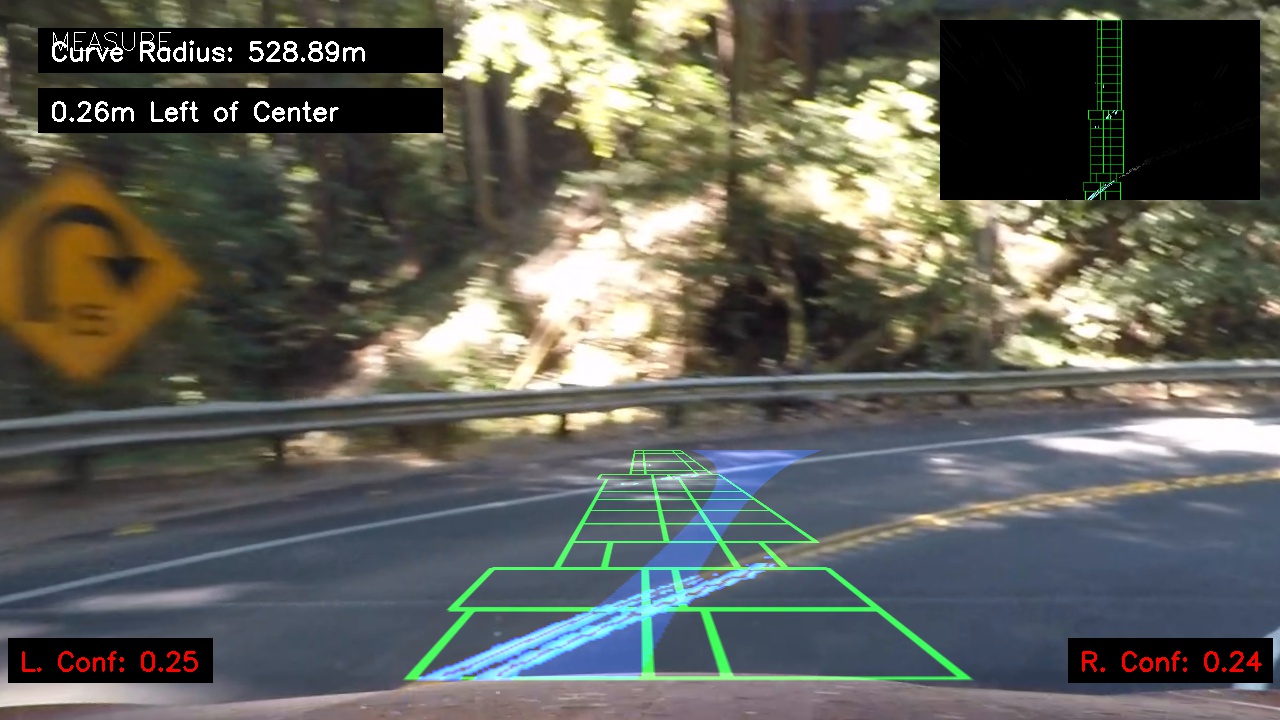 MEASURE
Curve Radius: 528.89m
0.26m Left of Center
L. Conf: 0.25
R. Conf: 0.24